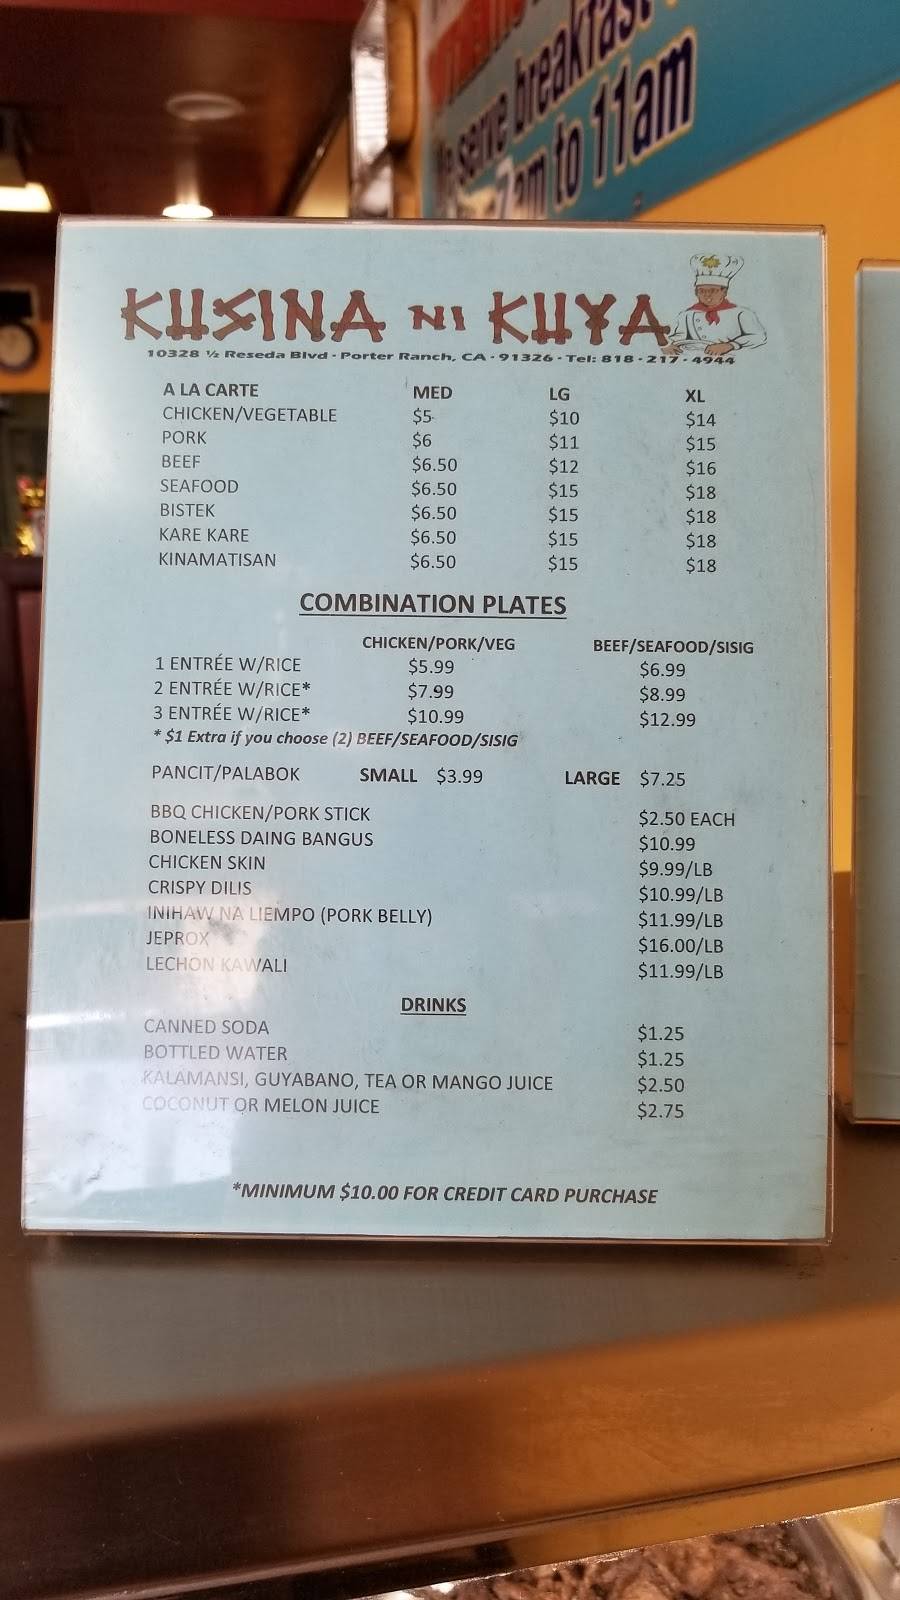 serve breakfast
7am to 11am
KUSINA NI KUYA
10328 ½ Reseda Blvd · Porter Ranch, CA · 91326 · Tel: 818 · 217 · 4944
A LA CARTE MED LG XL
CHICKEN/VEGETABLE $5 $10 $14
PORK $6 $11 $15
BEEF $6.50 $12 $16
SEAFOOD $6.50 $15 $18
BISTEK $6.50 $15 $18
KARE KARE $6.50 $15 $18
KINAMATISAN $6.50 $15 $18
COMBINATION PLATES
CHICKEN/PORK/VEG BEEF/SEAFOOD/SISIG
1 ENTRÉE W/RICE $5.99 $6.99
2 ENTRÉE W/RICE* $7.99 $8.99
3 ENTRÉE W/RICE* $10.99 $12.99
* $1 Extra if you choose (2) BEEF/SEAFOOD/SISIG
PANCIT/PALABOK SMALL $3.99 LARGE $7.25
BBQ CHICKEN/PORK STICK $2.50 EACH
BONELESS DAING BANGUS $10.99
CHICKEN SKIN $9.99/LB
CRISPY DILIS $10.99/LB
INIHAW NA LIEMPO (PORK BELLY) $11.99/LB
JEPROX $16.00/LB
LECHON KAWALI $11.99/LB
DRINKS
CANNED SODA $1.25
BOTTLED WATER $1.25
KALAMANSI, GUYABANO, TEA OR MANGO JUICE $2.50
COCONUT OR MELON JUICE $2.75
*MINIMUM $10.00 FOR CREDIT CARD PURCHASE